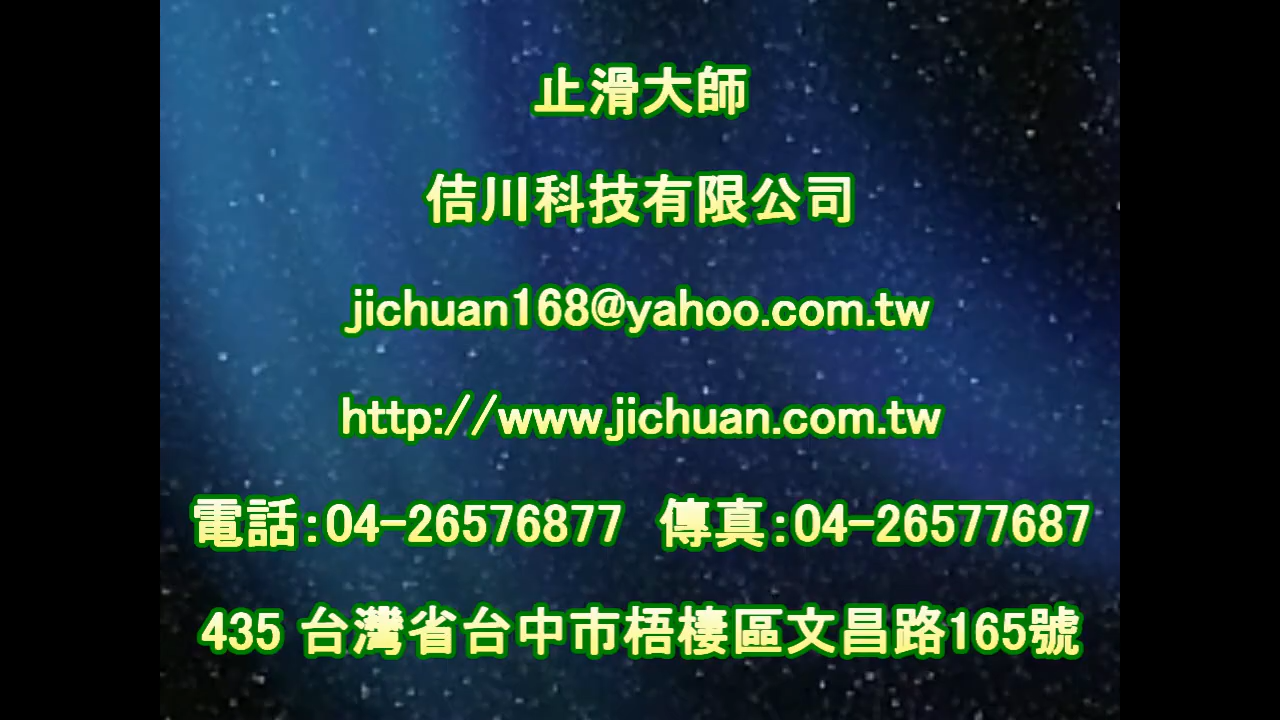 止滑大師
佶川科技有限公司
jichuan168@yahoo.com.tw
http://www.jichuan.com.tw
電話:04-26576877 傳真:04-26577687
435 台灣省台中市梧棲區文昌路165號